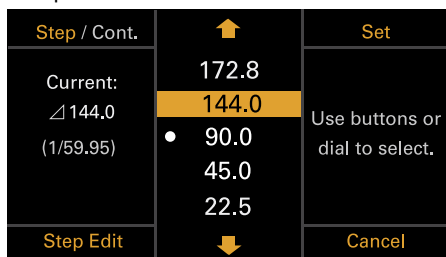 Step / Cont.
Current:
⊿144.0
(1/59.95)
Step Edit
172.8
144.0
90.0
45.0
22.5
Set
Use buttons or
dial to select.
Cancel